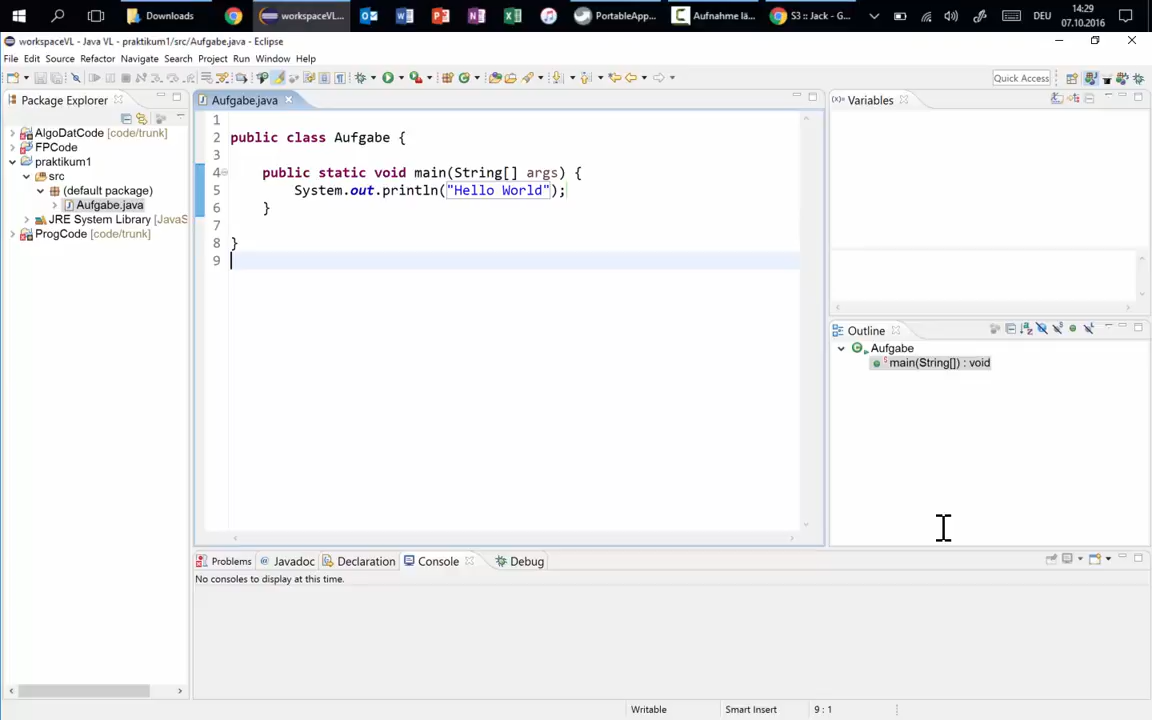 Downloads
workspaceVL...
PortableApp...
Aufnahme lä...
S3 :: Jack - G...
DEU
14:29
07.10.2016
workspaceVL - Java VL - praktikum1/src/Aufgabe.java - Eclipse
File Edit Source Refactor Navigate Search Project Run Window Help
Quick Access
Package Explorer
AlgoDatCode [code/trunk]
FPCode
praktikum1
src
(default package)
Aufgabe.java
JRE System Library [JavaS
ProgCode [code/trunk]
Aufgabe.java
1
2 public class Aufgabe {
3
4 public static void main(String[] args) {
5 System.out.println("Hello World");
6 }
7
8 }
9
(x)= Variables
Outline
Aufgabe
main(String[]) : void
Problems @ Javadoc Declaration Console Debug
No consoles to display at this time.
Writable Smart Insert 9 : 1